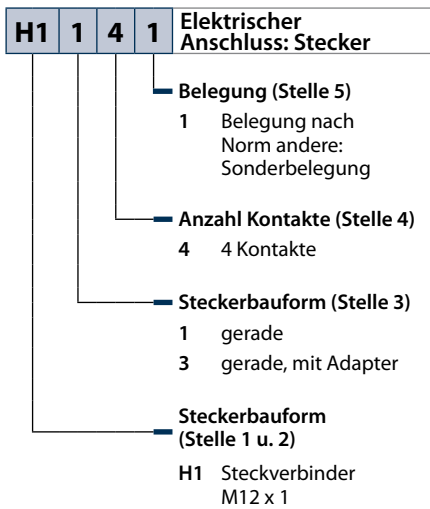 H1 1 4 1 Elektrischer
Anschluss: Stecker
Belegung (Stelle 5)
1 Belegung nach
Norm andere:
Sonderbelegung
Anzahl Kontakte (Stelle 4)
4 4 Kontakte
Steckerbauform (Stelle 3)
1 gerade
3 gerade, mit Adapter
Steckerbauform
(Stelle 1 u. 2)
H1 Steckverbinder
M12 x 1